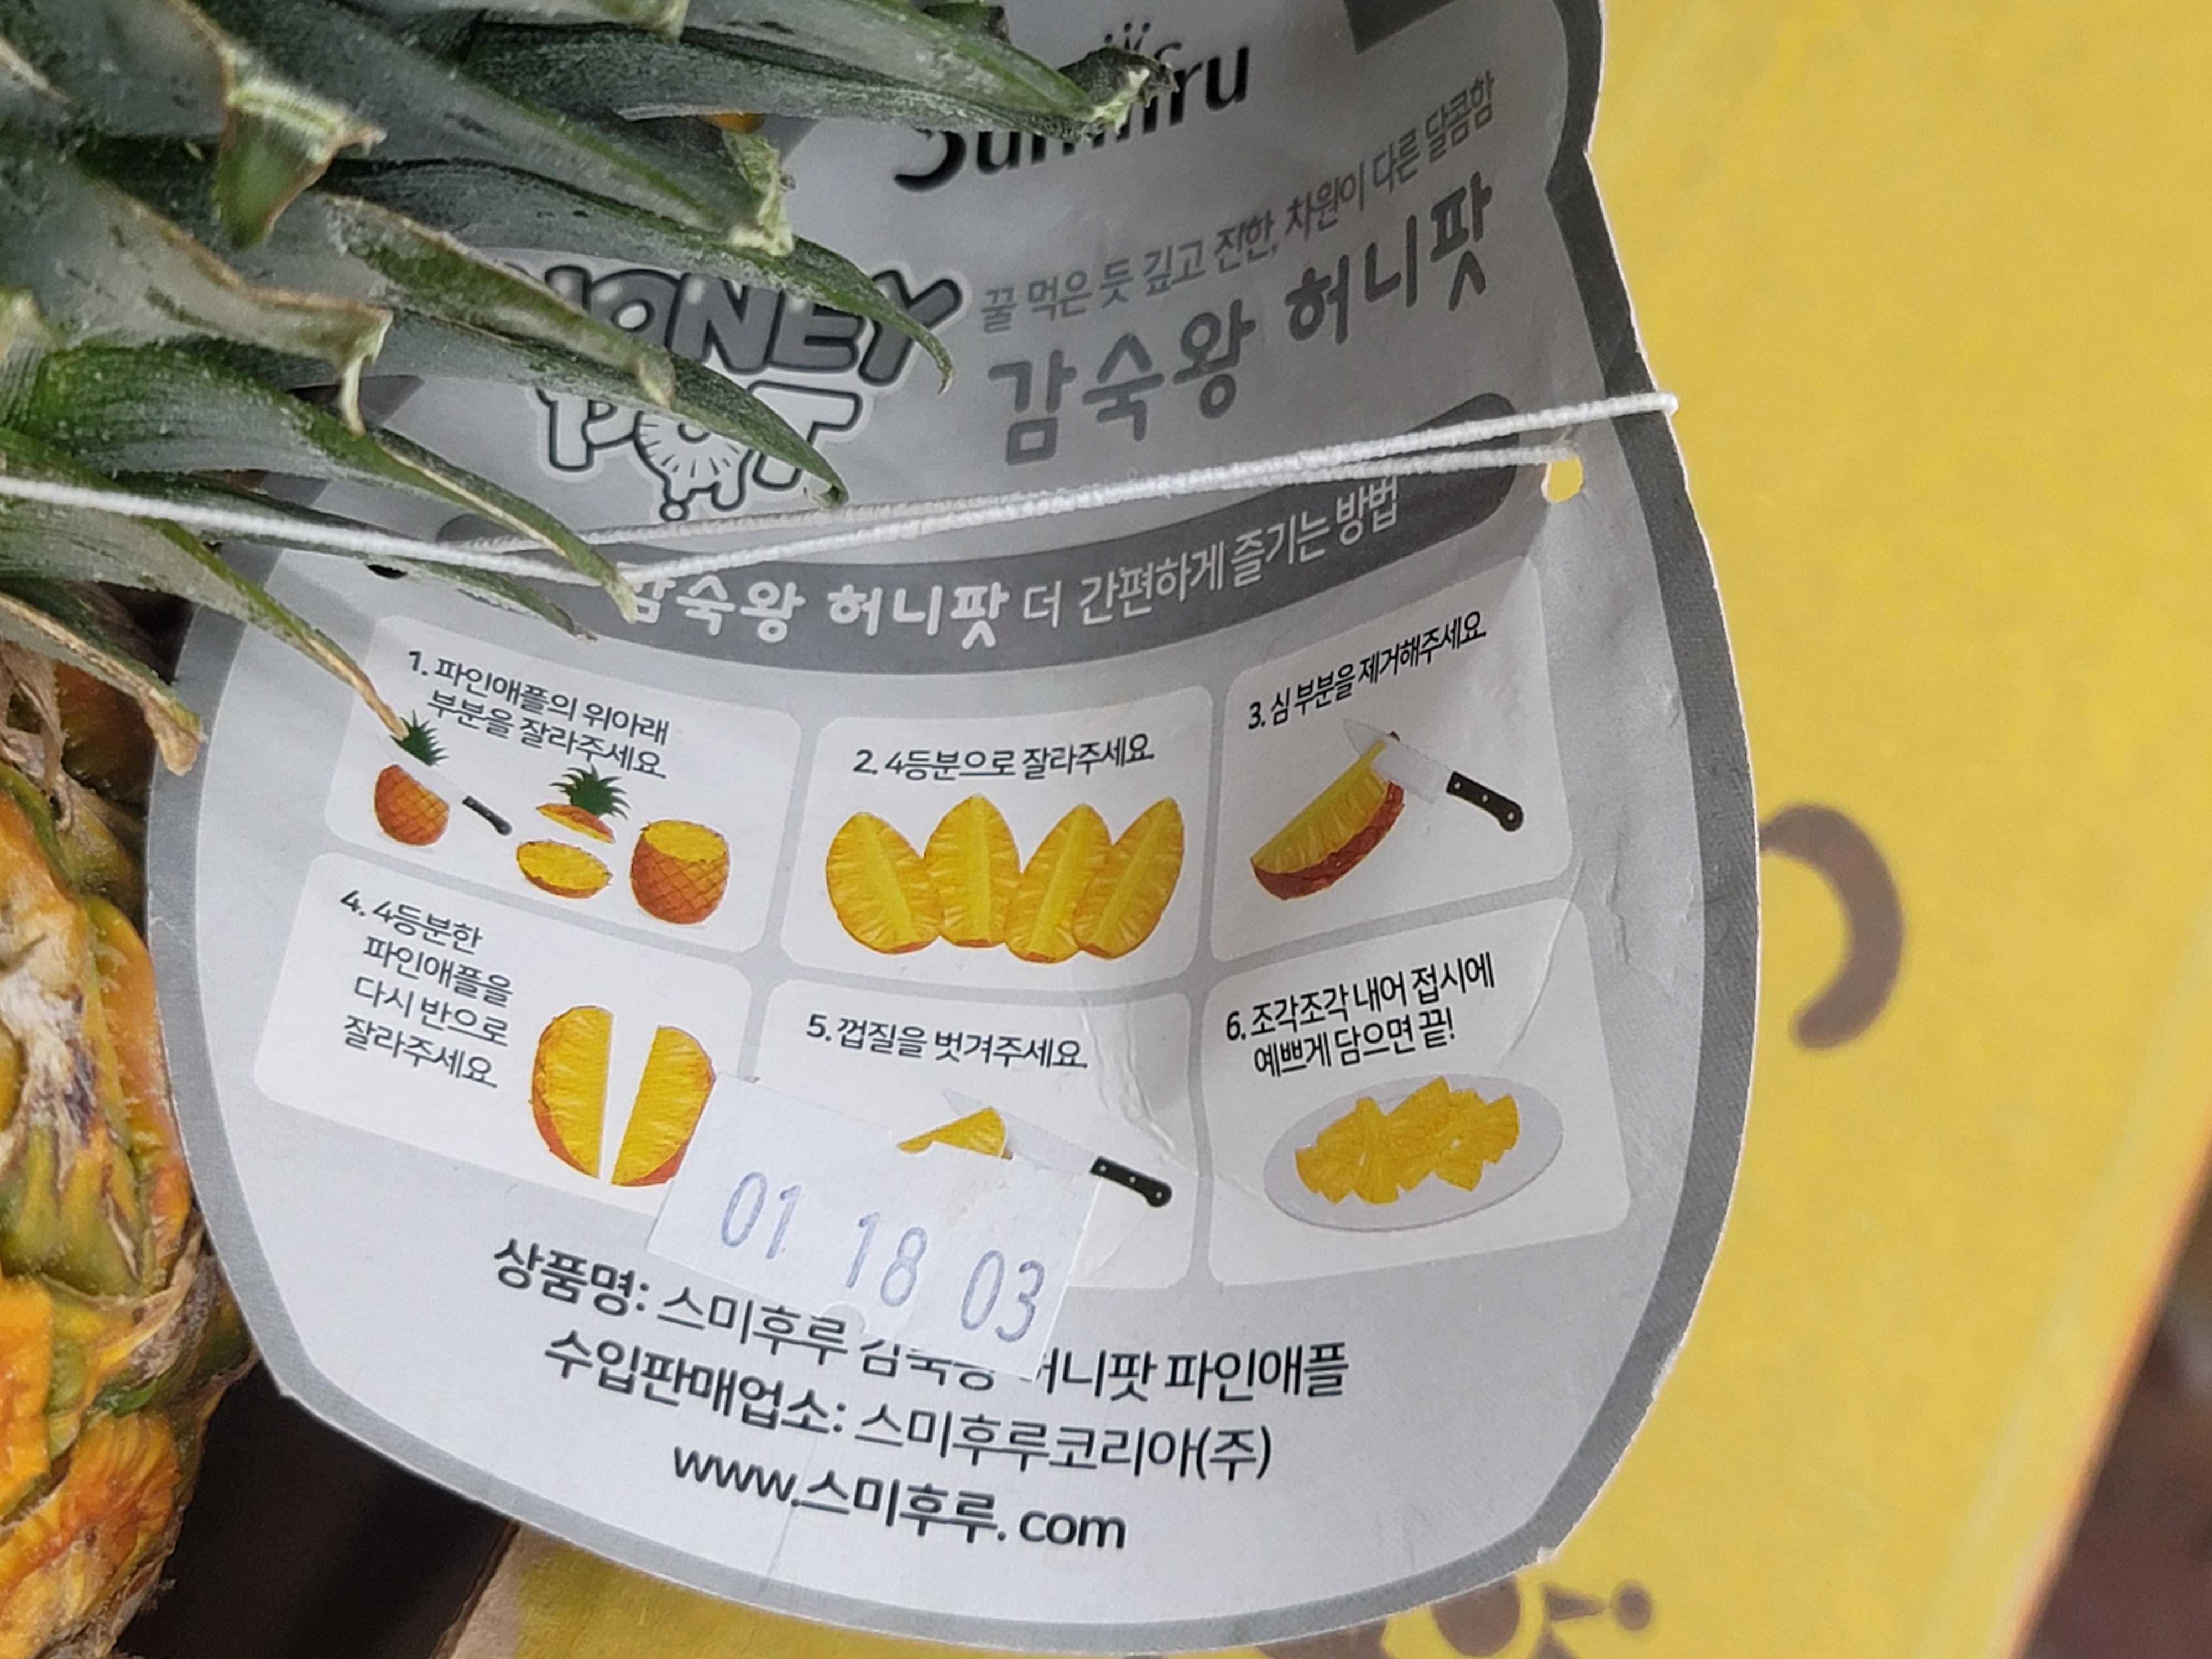 꿀 먹은 듯 깊고 진한, 차원이 다른 달콤함
감숙왕 허니팟
감숙왕 허니팟 더 간편하게 즐기는 방법
1. 파인애플의 위아래
부분을 잘라주세요.
2. 4등분으로 잘라주세요.
3. 심 부분을 제거해주세요.
4. 4등분한
파인애플을
다시 반으로
잘라주세요.
5. 껍질을 벗겨주세요.
6. 조각조각 내어 접시에
예쁘게 담으면 끝!
01 18 03
상품명: 스미후루 감숙왕 허니팟 파인애플
수입판매업소: 스미후루코리아(주)
www.스미후루. com